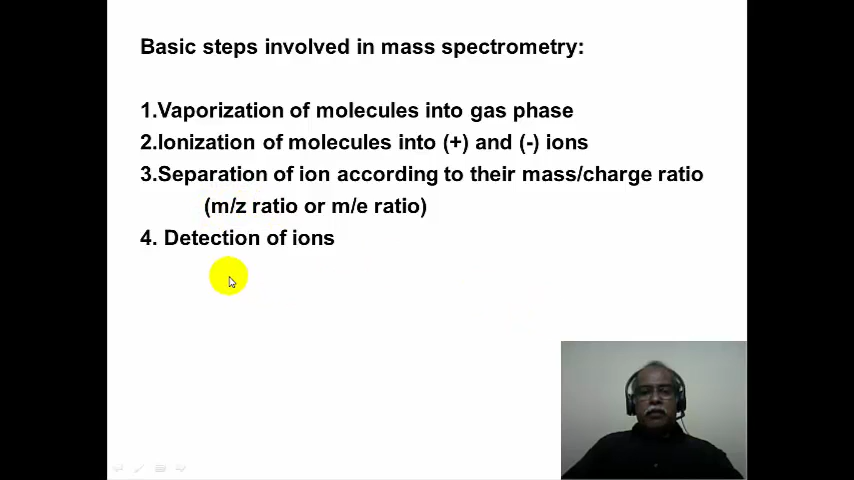 Basic steps involved in mass spectrometry:
1.Vaporization of molecules into gas phase
2.Ionization of molecules into (+) and (-) ions
3.Separation of ion according to their mass/charge ratio
(m/z ratio or m/e ratio)
4. Detection of ions